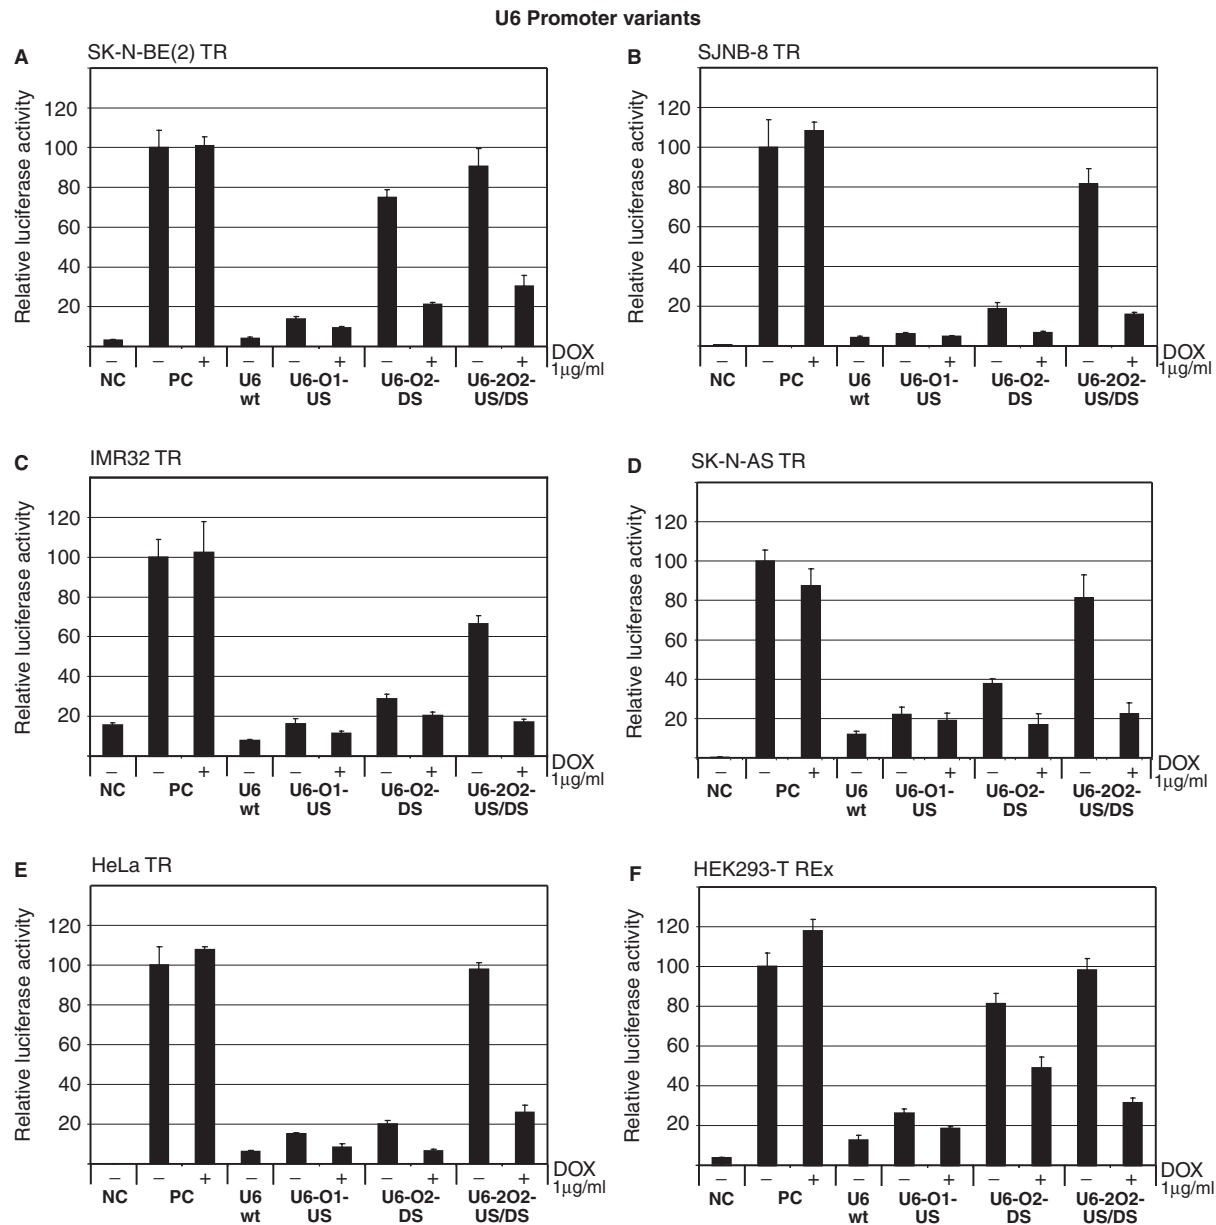 U6 Promoter variants
A
SK-N-BE(2) TR
Relative luciferase activity
120
100
80
60
40
20
– – + – – + – + – + DOX
1μg/ml
NC PC U6 wt U6-O1-US U6-O2-DS U6-2O2-US/DS
B
SJNB-8 TR
Relative luciferase activity
120
100
80
60
40
20
– – + – – + – + – + DOX
1μg/ml
NC PC U6 wt U6-O1-US U6-O2-DS U6-2O2-US/DS
C
IMR32 TR
Relative luciferase activity
120
100
80
60
40
20
– – + – – + – + – + DOX
1μg/ml
NC PC U6 wt U6-O1-US U6-O2-DS U6-2O2-US/DS
D
SK-N-AS TR
Relative luciferase activity
120
100
80
60
40
20
– – + – – + – + – + DOX
1μg/ml
NC PC U6 wt U6-O1-US U6-O2-DS U6-2O2-US/DS
E
HeLa TR
Relative luciferase activity
120
100
80
60
40
20
– – + – – + – + – + DOX
1μg/ml
NC PC U6 wt U6-O1-US U6-O2-DS U6-2O2-US/DS
F
HEK293-T REx
Relative luciferase activity
120
100
80
60
40
20
– – + – – + – + – + DOX
1μg/ml
NC PC U6 wt U6-O1-US U6-O2-DS U6-2O2-US/DS